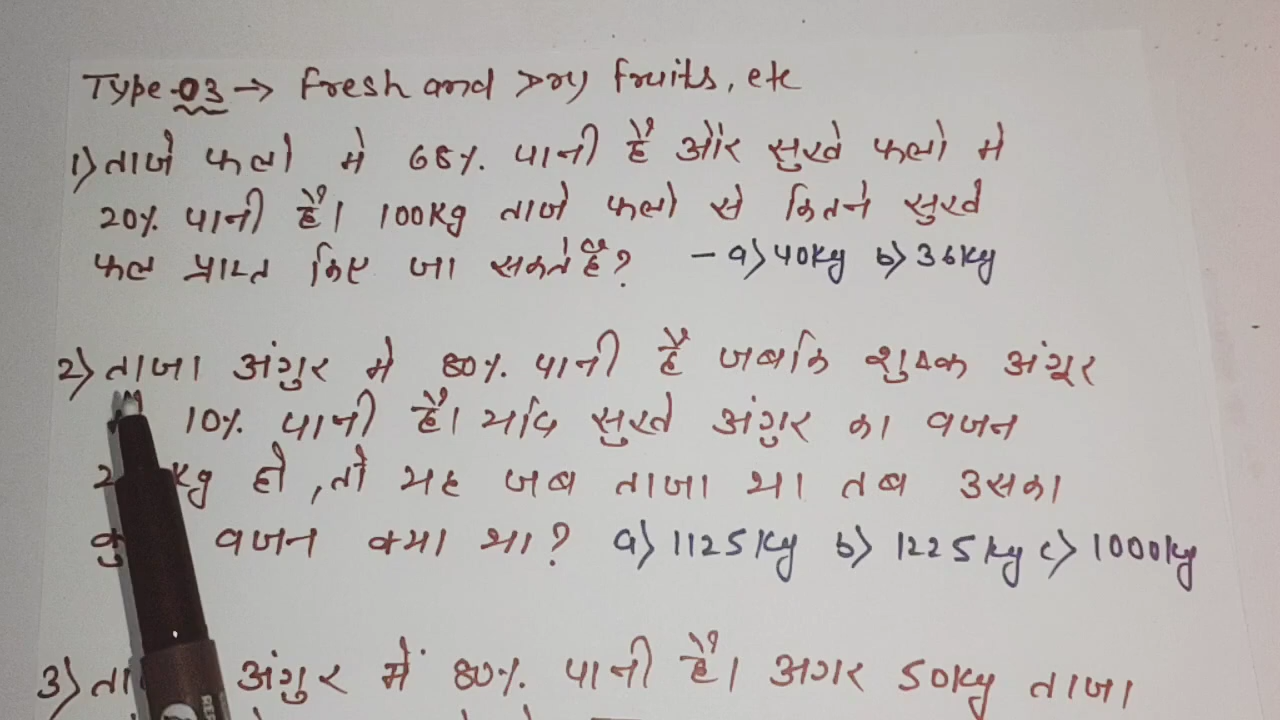 Type-03 → Fresh and Dry fruits, etc
1) ताजे फलो मे 68% पानी है और सुखे फलो मे
20% पानी है। 100kg ताजे फलो से कितने सुखे
फल प्राप्त किए जा सकते है? - a) 40kg b) 36kg
2) ताजा अंगुर मे 80% पानी है जबकि शुष्क अंगूर
10% पानी है। यदि सुखे अंगुर का वजन
kg हो, तो यह जब ताजा था तब उसका
वजन क्या था? a) 1125kg b) 1225kg c) 1000kg
3) अंगुर में 80% पानी है। अगर 50kg ताजा